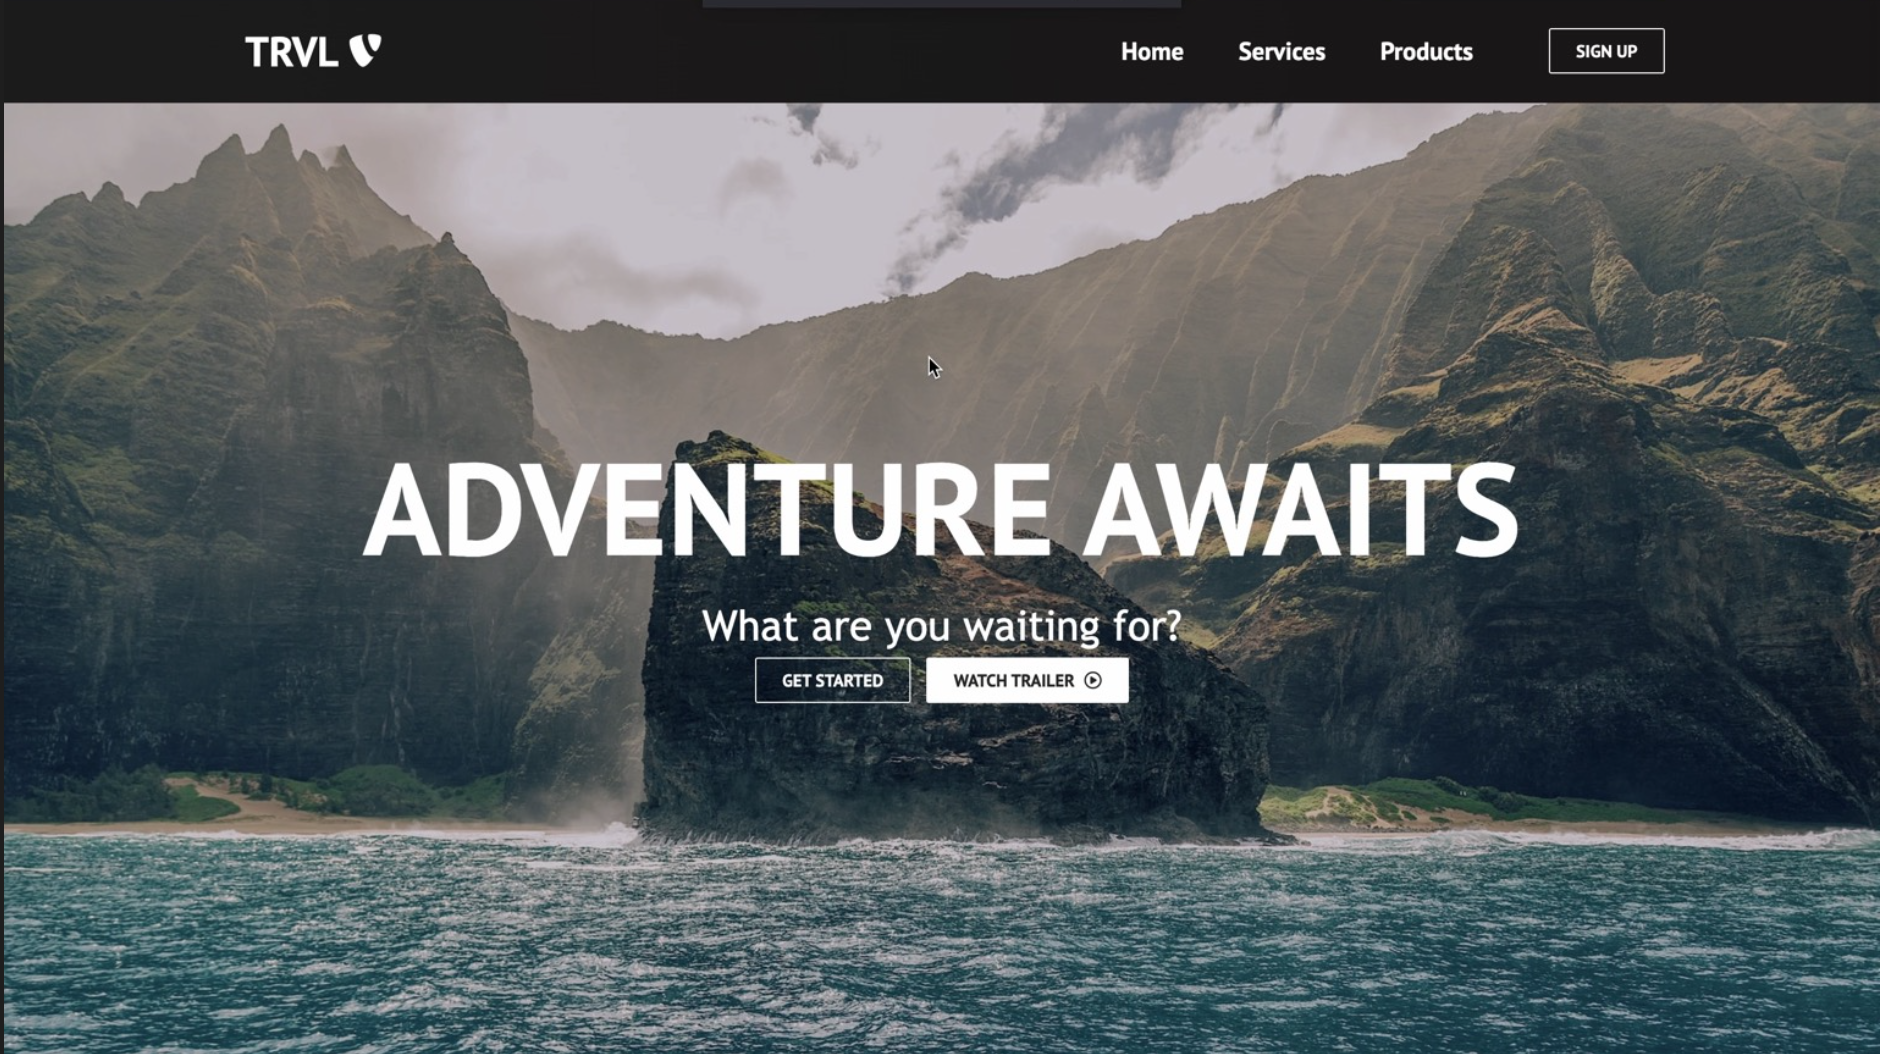 TRVL
Home Services Products SIGN UP
ADVENTURE AWAITS
What are you waiting for?
GET STARTED WATCH TRAILER